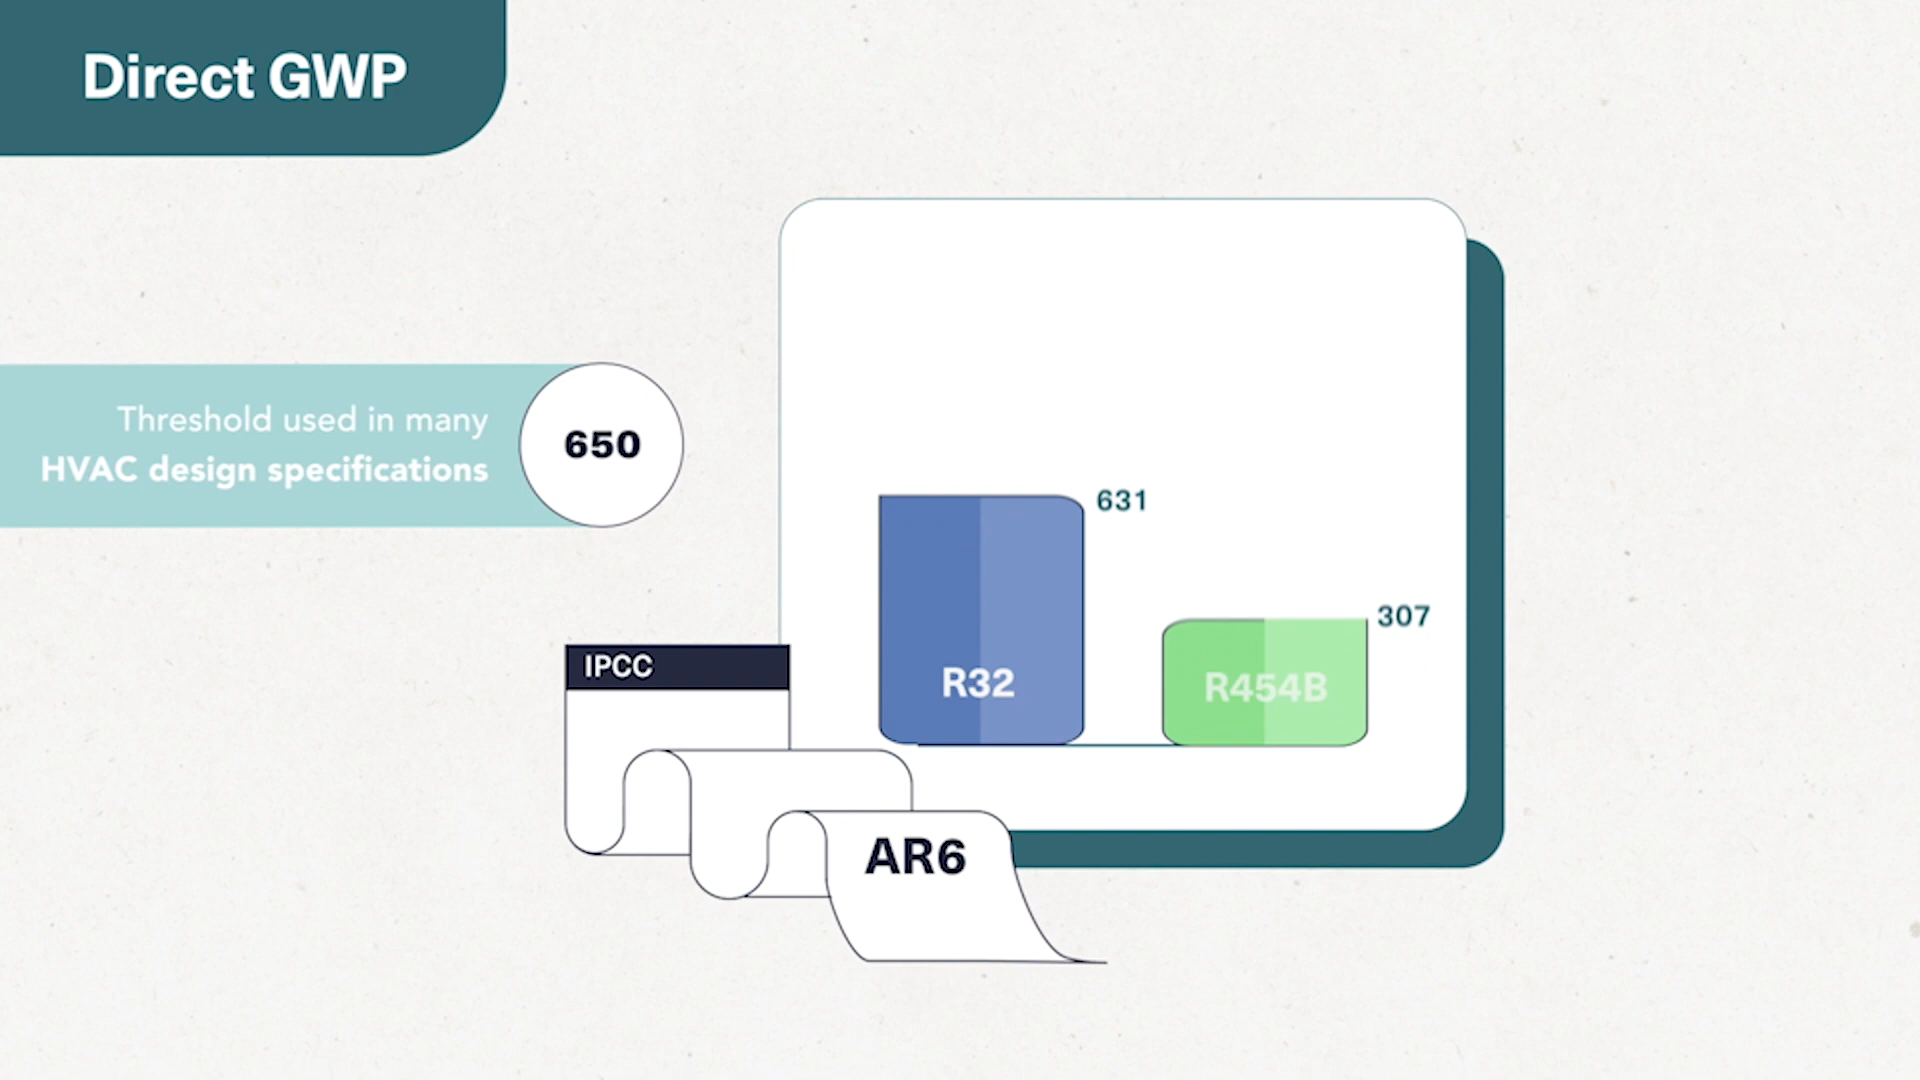 Direct GWP
Threshold used in many
HVAC design specifications
650
631
307
R32
R454B
IPCC
AR6